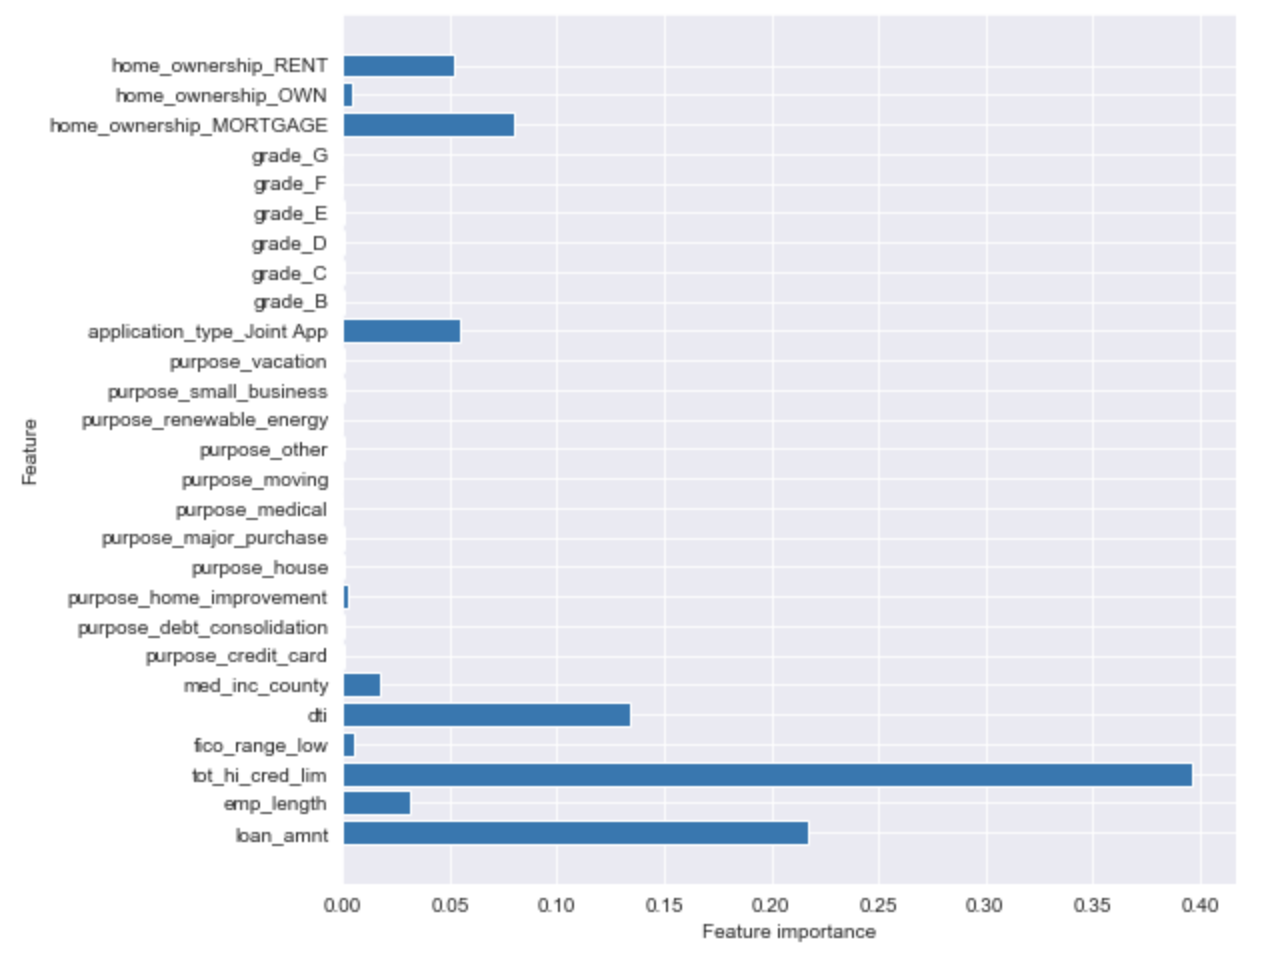 home_ownership_RENT
home_ownership_OWN
home_ownership_MORTGAGE
grade_G
grade_F
grade_E
grade_D
grade_C
grade_B
application_type_Joint App
purpose_vacation
purpose_small_business
purpose_renewable_energy
purpose_other
purpose_moving
purpose_medical
purpose_major_purchase
purpose_house
purpose_home_improvement
purpose_debt_consolidation
purpose_credit_card
med_inc_county
dti
fico_range_low
tot_hi_cred_lim
emp_length
loan_amnt
Feature
0.00 0.05 0.10 0.15 0.20 0.25 0.30 0.35 0.40
Feature importance